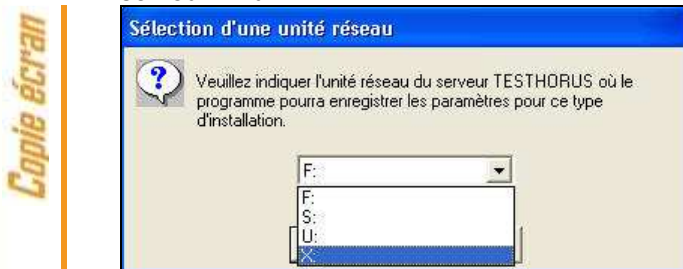 Copie écran
Sélection d'une unité réseau
Veuillez indiquer l'unité réseau du serveur TESTHORUS où le
programme pourra enregistrer les paramètres pour ce type
d'installation.
F:
F:
S:
U:
X: